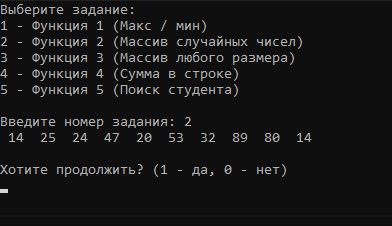 Выберите задание:
1 - Функция 1 (Макс / мин)
2 - Функция 2 (Массив случайных чисел)
3 - Функция 3 (Массив любого размера)
4 - Функция 4 (Сумма в строке)
5 - Функция 5 (Поиск студента)
Введите номер задания: 2
14 25 24 47 20 53 32 89 80 14
Хотите продолжить? (1 - да, 0 - нет)